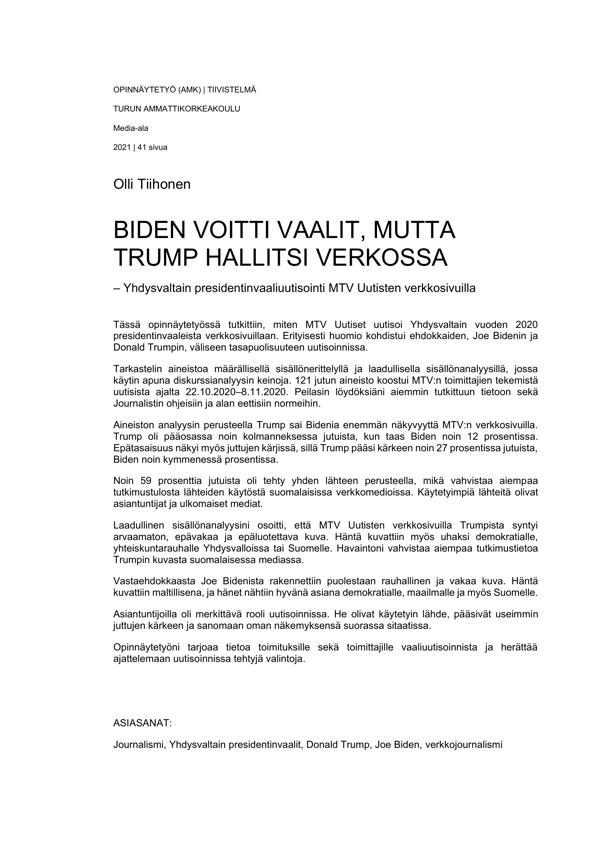 OPINNÄYTETYÖ (AMK) | TIIVISTELMÄ
TURUN AMMATTIKORKEAKOULU
Media-ala
2021 | 41 sivua
Olli Tiihonen
BIDEN VOITTI VAALIT, MUTTA
TRUMP HALLITSI VERKOSSA
– Yhdysvaltain presidentinvaaliuutisointi MTV Uutisten verkkosivuilla
Tässä opinnäytetyössä tutkittiin, miten MTV Uutiset uutisoi Yhdysvaltain vuoden 2020
presidentinvaaleista verkkosivuillaan. Erityisesti huomio kohdistui ehdokkaiden, Joe Bidenin ja
Donald Trumpin, väliseen tasapuolisuuteen uutisoinnissa.
Tarkastelin aineistoa määrällisellä sisällönerittelyllä ja laadullisella sisällönanalyysillä, jossa
käytin apuna diskurssianalyysin keinoja. 121 jutun aineisto koostui MTV:n toimittajien tekemistä
uutisista ajalta 22.10.2020–8.11.2020. Peilasin löydöksiäni aiemmin tutkittuun tietoon sekä
Journalistin ohjeisiin ja alan eettisiin normeihin.
Aineiston analyysin perusteella Trump sai Bidenia enemmän näkyvyyttä MTV:n verkkosivuilla.
Trump oli pääosassa noin kolmanneksessa jutuista, kun taas Biden noin 12 prosentissa.
Epätasaisuus näkyi myös juttujen kärjissä, sillä Trump pääsi kärkeen noin 27 prosentissa jutuista,
Biden noin kymmenessä prosentissa.
Noin 59 prosenttia jutuista oli tehty yhden lähteen perusteella, mikä vahvistaa aiempaa
tutkimustulosta lähteiden käytöstä suomalaisissa verkkomedioissa. Käytetyimpiä lähteitä olivat
asiantuntijat ja ulkomaiset mediat.
Laadullinen sisällönanalyysini osoitti, että MTV Uutisten verkkosivuilla Trumpista syntyi
arvaamaton, epävakaa ja epäluotettava kuva. Häntä kuvattiin myös uhaksi demokratialle,
yhteiskuntarauhalle Yhdysvalloissa tai Suomelle. Havaintoni vahvistaa aiempaa tutkimustietoa
Trumpin kuvasta suomalaisessa mediassa.
Vastaehdokkaasta Joe Bidenista rakennettiin puolestaan rauhallinen ja vakaa kuva. Häntä
kuvattiin maltillisena, ja hänet nähtiin hyvänä asiana demokratialle, maailmalle ja myös Suomelle.
Asiantuntijoilla oli merkittävä rooli uutisoinnissa. He olivat käytetyin lähde, pääsivät useimmin
juttujen kärkeen ja sanomaan oman näkemyksensä suorassa sitaatissa.
Opinnäytetyöni tarjoaa tietoa toimituksille sekä toimittajille vaaliuutisoinnista ja herättää
ajattelemaan uutisoinnissa tehtyjä valintoja.
ASIASANAT:
Journalismi, Yhdysvaltain presidentinvaalit, Donald Trump, Joe Biden, verkkojournalismi